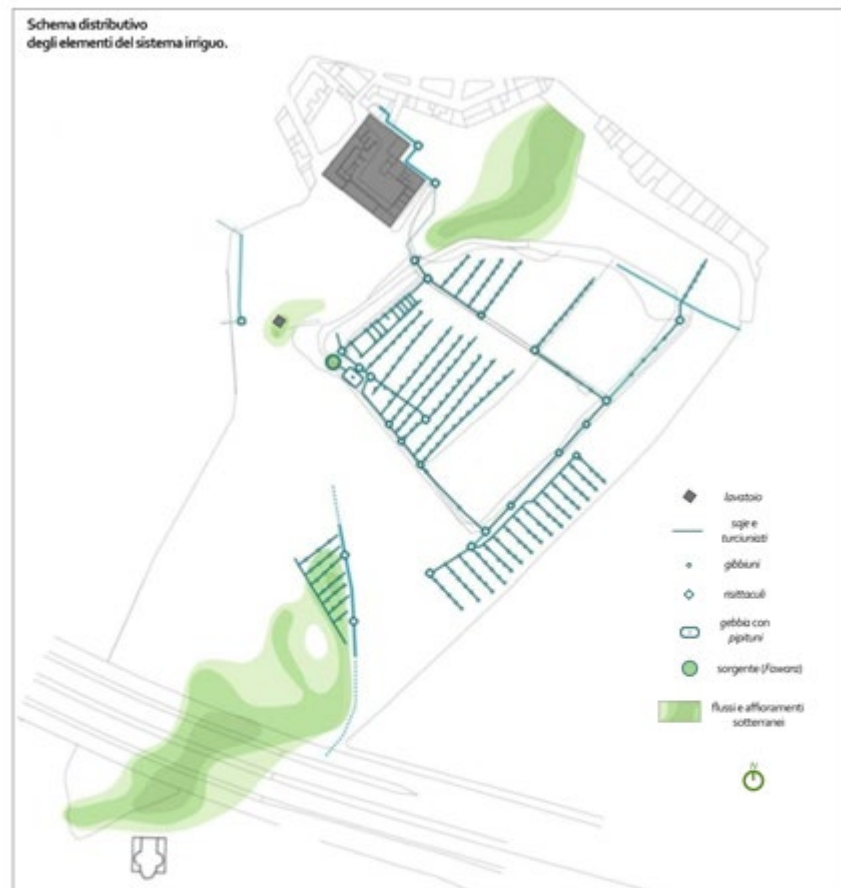 Schema distributivo
degli elementi del sistema irriguo.
lavatoio
saje e
turciuniati
gibbiuni
risittaculi
gebbia con
pipituni
sorgente (Fawara)
flussi e affioramenti
sotterranei
N